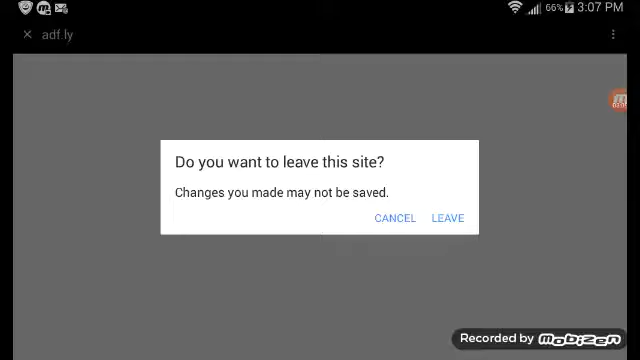 66% 3:07 PM
adf.ly
Do you want to leave this site?
Changes you made may not be saved.
CANCEL LEAVE
Recorded by MOBIZEN